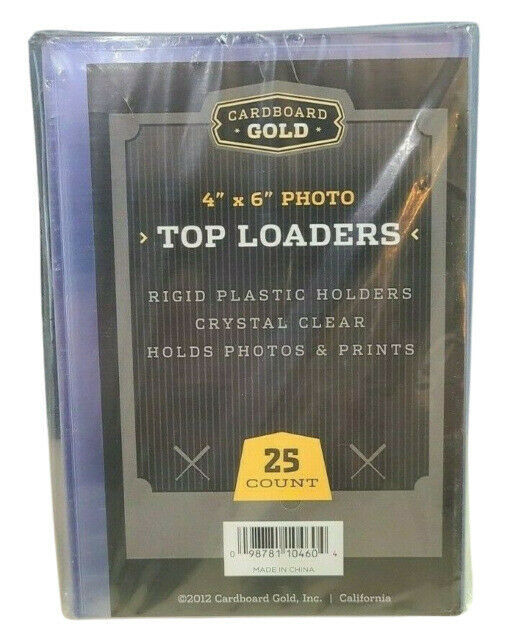 CARDBOARD
GOLD
4" x 6" PHOTO
> TOP LOADERS <
RIGID PLASTIC HOLDERS
CRYSTAL CLEAR
HOLDS PHOTOS & PRINTS
25
COUNT
0 98781 10460 4
MADE IN CHINA
©2012 Cardboard Gold, Inc. | California